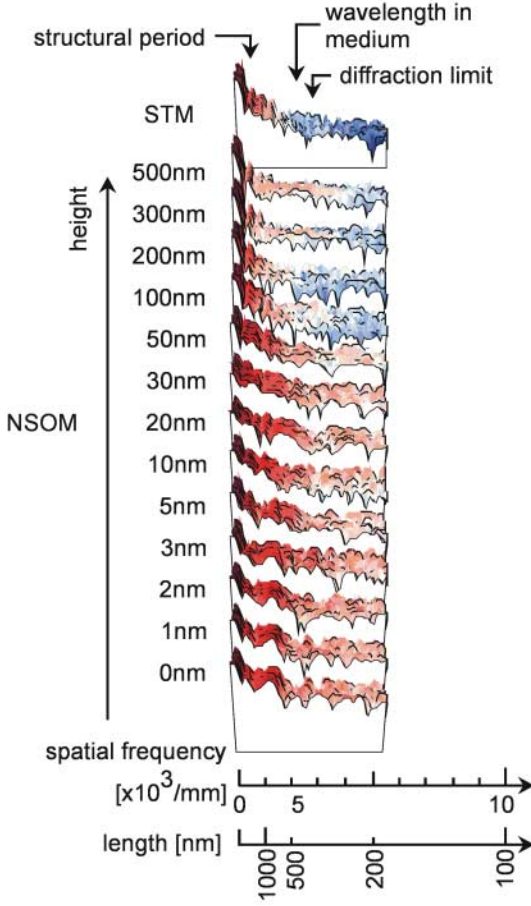 wavelength in
medium
structural period
diffraction limit
STM
500nm
300nm
200nm
100nm
50nm
30nm
20nm
10nm
5nm
3nm
2nm
1nm
0nm
height
NSOM
spatial frequency
[x10³/mm]
0 5 10
length [nm]
1000 500 200 100